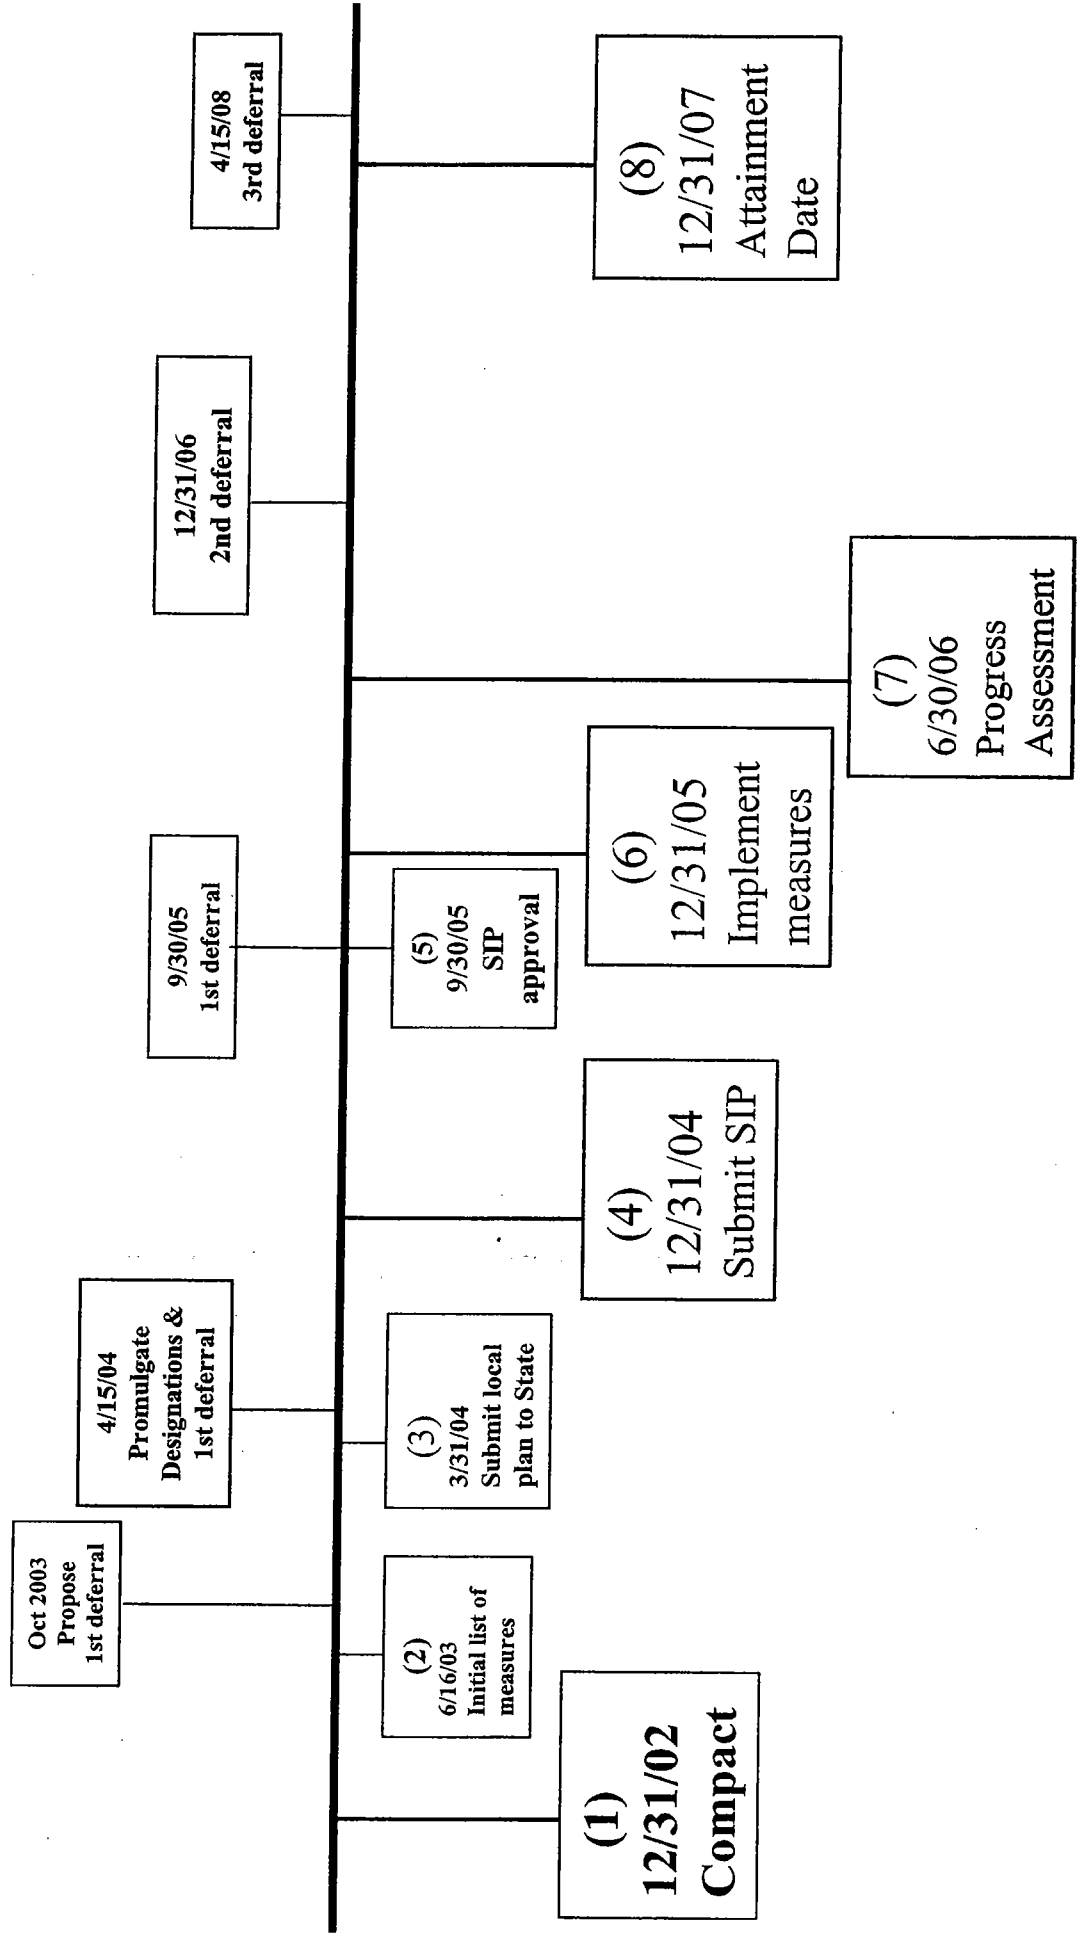 Oct 2003
Propose
1st deferral
4/15/04
Promulgate
Designations &
1st deferral
9/30/05
1st deferral
12/31/06
2nd deferral
4/15/08
3rd deferral
(1)
12/31/02
Compact
(2)
6/16/03
Initial list of
measures
(3)
3/31/04
Submit local
plan to State
(4)
12/31/04
Submit SIP
(5)
9/30/05
SIP
approval
(6)
12/31/05
Implement
measures
(7)
6/30/06
Progress
Assessment
(8)
12/31/07
Attainment
Date